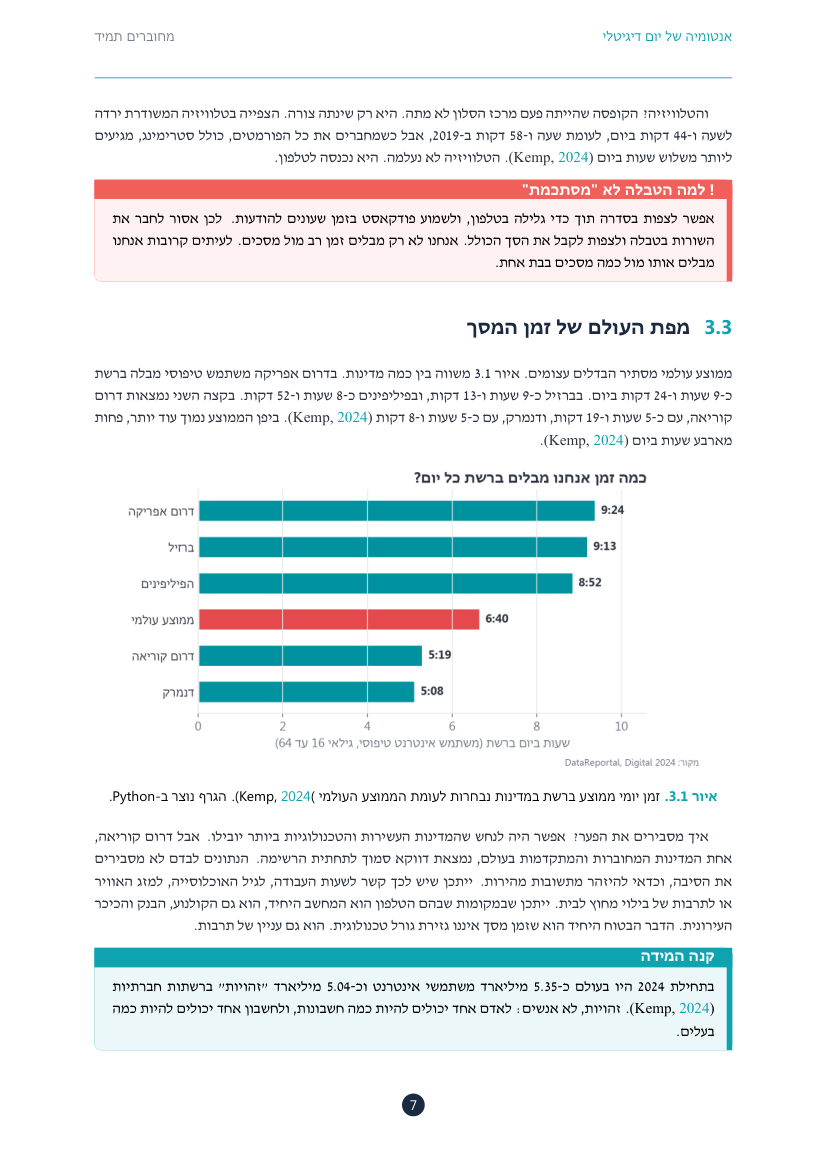 אנטומיה של יום דיגיטלי
מחוברים תמיד
והטלוויזיה? הקופסה שהייתה פעם מרכז הסלון לא מתה. היא רק שינתה צורה. הצפייה בטלוויזיה המשודרת ירדה
לשעה ו-44 דקות ביום, לעומת שעה ו-58 דקות ב-2019, אבל כשמחברים את כל הפורמטים, כולל סטרימינג, מגיעים
ליותר משלוש שעות ביום (Kemp, 2024). הטלוויזיה לא נעלמה. היא נכנסה לטלפון.
! למה הטבלה לא "מסתכמת"
אפשר לצפות בסדרה תוך כדי גלילה בטלפון, ולשמוע פודקאסט בזמן שעונים להודעות. לכן אסור לחבר את
השורות בטבלה ולצפות לקבל את הסך הכולל. אנחנו לא רק מבלים זמן רב מול מסכים. לעיתים קרובות אנחנו
מבלים אותו מול כמה מסכים בבת אחת.
3.3 מפת העולם של זמן המסך
ממוצע עולמי מסתיר הבדלים עצומים. איור 3.1 משווה בין כמה מדינות. בדרום אפריקה משתמש טיפוסי מבלה ברשת
כ-9 שעות ו-24 דקות ביום. בברזיל כ-9 שעות ו-13 דקות, ובפיליפינים כ-8 שעות ו-52 דקות. בקצה השני נמצאות דרום
קוריאה, עם כ-5 שעות ו-19 דקות, ודנמרק, עם כ-5 שעות ו-8 דקות (Kemp, 2024). ביפן הממוצע נמוך עוד יותר, פחות
מארבע שעות ביום (Kemp, 2024).
כמה זמן אנחנו מבלים ברשת כל יום?
דרום אפריקה 9:24
ברזיל 9:13
הפיליפינים 8:52
ממוצע עולמי 6:40
דרום קוריאה 5:19
דנמרק 5:08
0 2 4 6 8 10
שעות ביום ברשת (משתמש אינטרנט טיפוסי, גילאי 16 עד 64)
מקור: DataReportal, Digital 2024
איור 3.1. זמן יומי ממוצע ברשת במדינות נבחרות לעומת הממוצע העולמי )Kemp, 2024). הגרף נוצר ב-Python.
איך מסבירים את הפער? אפשר היה לנחש שהמדינות העשירות והטכנולוגיות ביותר יובילו. אבל דרום קוריאה,
אחת המדינות המחוברות והמתקדמות בעולם, נמצאת דווקא סמוך לתחתית הרשימה. הנתונים לבדם לא מסבירים
את הסיבה, וכדאי להיזהר מתשובות מהירות. ייתכן שיש לכך קשר לשעות העבודה, לגיל האוכלוסייה, למזג האוויר
או לתרבות של בילוי מחוץ לבית. ייתכן שבמקומות שבהם הטלפון הוא המחשב היחיד, הוא גם הקולנוע, הבנק והכיכר
העירונית. הדבר הבטוח היחיד הוא שזמן מסך איננו גזירת גורל טכנולוגית. הוא גם עניין של תרבות.
קנה המידה
בתחילת 2024 היו בעולם כ-5.35 מיליארד משתמשי אינטרנט וכ-5.04 מיליארד "זהויות" ברשתות חברתיות
(Kemp, 2024). זהויות, לא אנשים: לאדם אחד יכולים להיות כמה חשבונות, ולחשבון אחד יכולים להיות כמה
בעלים.
7